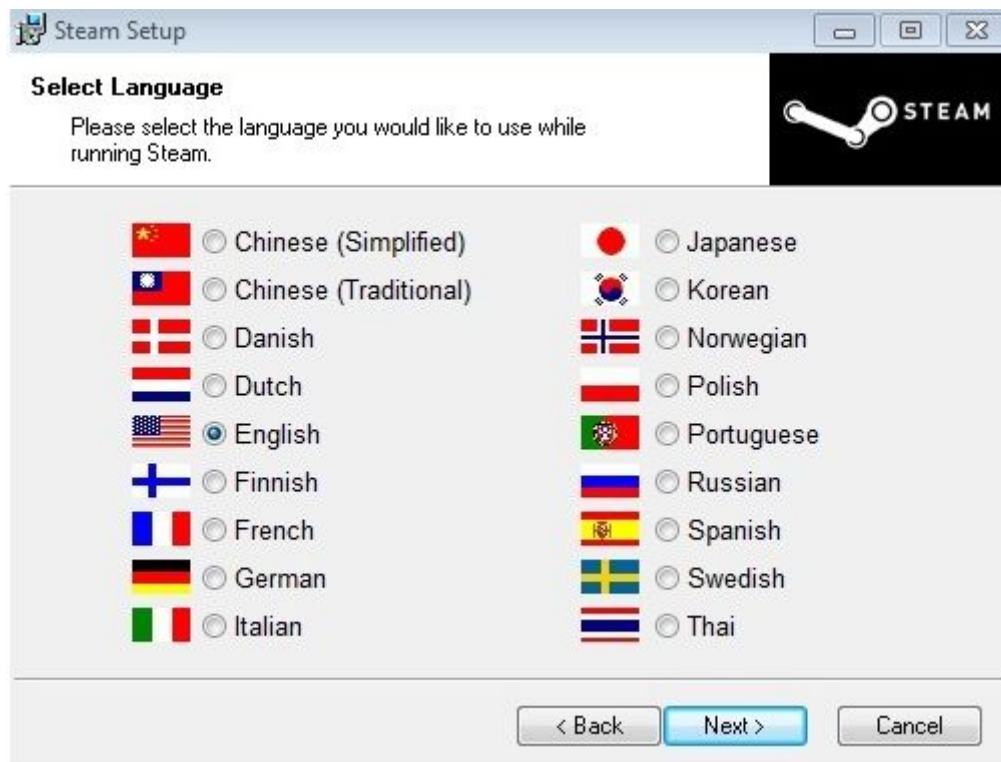 Steam Setup
Select Language
Please select the language you would like to use while
running Steam.
STEAM
Chinese (Simplified)
Chinese (Traditional)
Danish
Dutch
English
Finnish
French
German
Italian
Japanese
Korean
Norwegian
Polish
Portuguese
Russian
Spanish
Swedish
Thai
< Back
Next >
Cancel